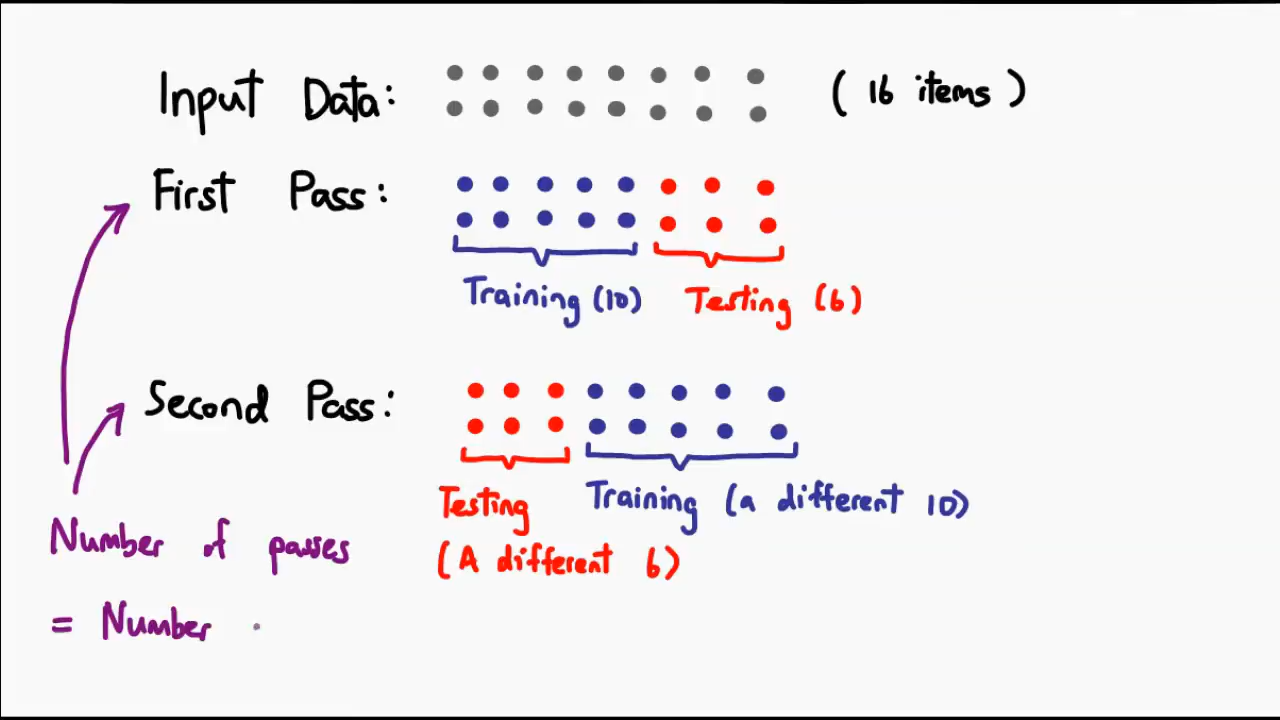 Input Data: (16 items)
First Pass:
Training (10) Testing (6)
Second Pass:
Testing Training (a different 10)
(A different 6)
Number of passes
= Number